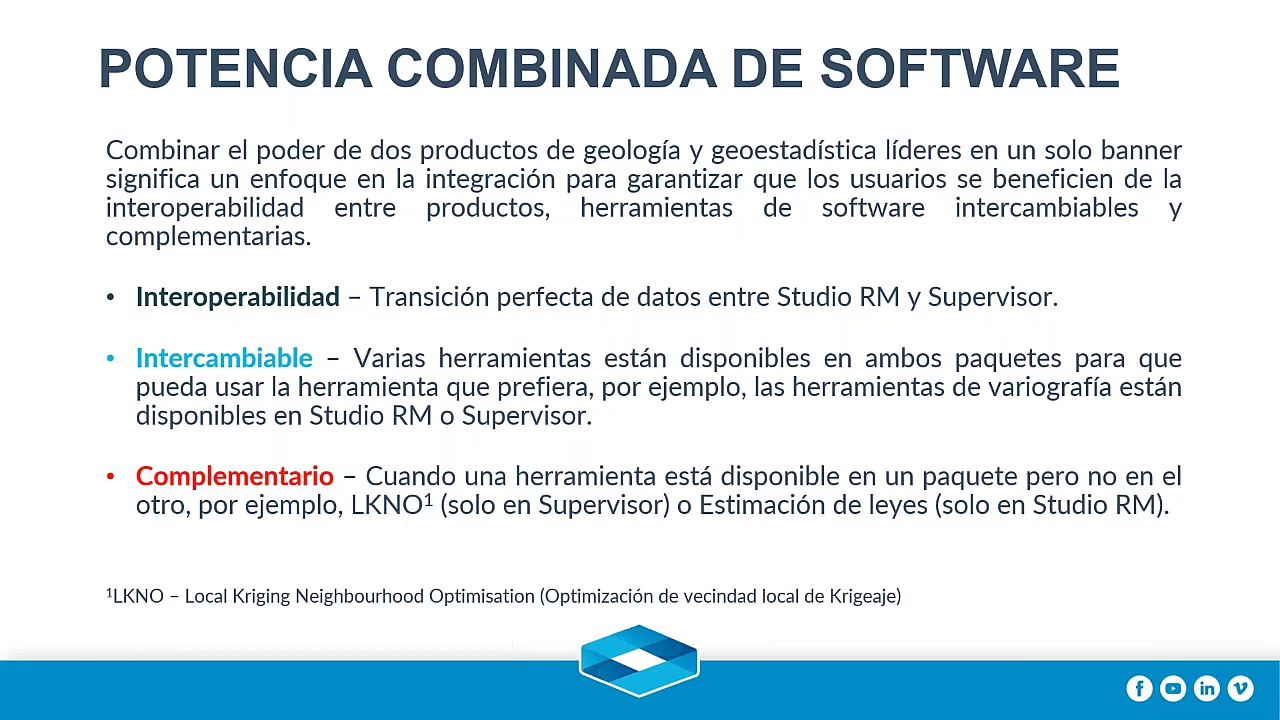 POTENCIA COMBINADA DE SOFTWARE
Combinar el poder de dos productos de geología y geoestadística líderes en un solo banner
significa un enfoque en la integración para garantizar que los usuarios se beneficien de la
interoperabilidad entre productos, herramientas de software intercambiables y
complementarias.
• Interoperabilidad – Transición perfecta de datos entre Studio RM y Supervisor.
• Intercambiable – Varias herramientas están disponibles en ambos paquetes para que
pueda usar la herramienta que prefiera, por ejemplo, las herramientas de variografía están
disponibles en Studio RM o Supervisor.
• Complementario – Cuando una herramienta está disponible en un paquete pero no en el
otro, por ejemplo, LKNO¹ (solo en Supervisor) o Estimación de leyes (solo en Studio RM).
¹LKNO – Local Kriging Neighbourhood Optimisation (Optimización de vecindad local de Krigeaje)